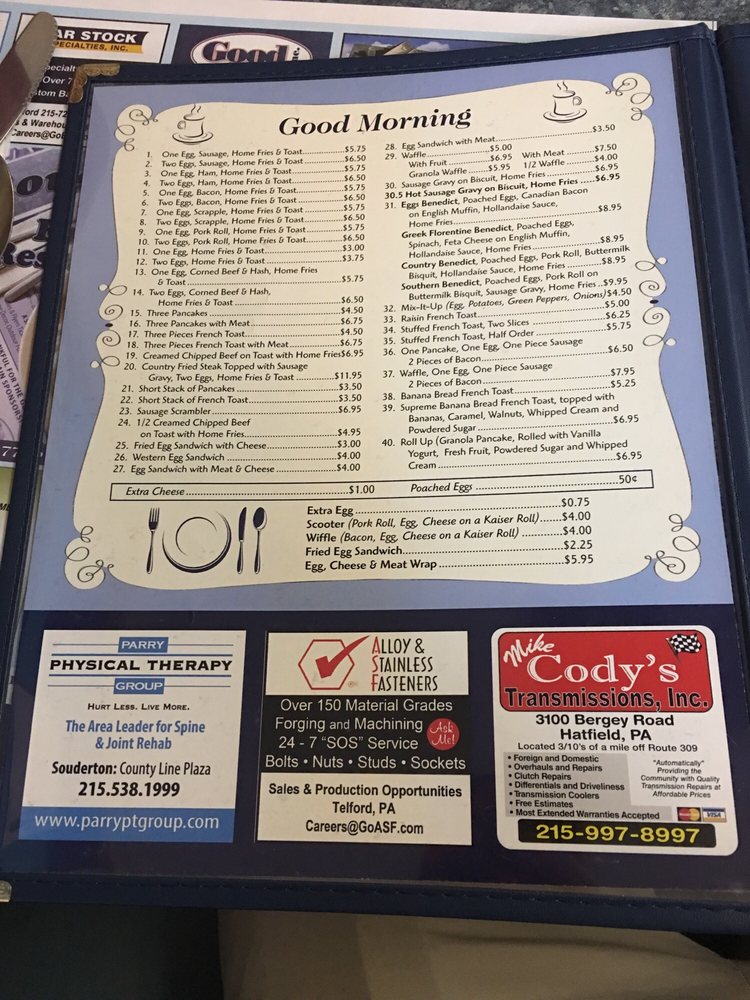 AR STOCK
SPECIALTIES, INC.
Good
Good Morning
1. One Egg, Sausage, Home Fries & Toast $5.75
2. Two Eggs, Sausage, Home Fries & Toast $6.50
3. One Egg, Ham, Home Fries & Toast $5.75
4. Two Eggs, Ham, Home Fries & Toast $6.50
5. One Egg, Bacon, Home Fries & Toast $5.75
6. Two Eggs, Bacon, Home Fries & Toast $6.50
7. One Egg, Scrapple, Home Fries & Toast $5.75
8. Two Eggs, Scrapple, Home Fries & Toast $6.50
9. One Egg, Pork Roll, Home Fries & Toast $5.75
10. Two Eggs, Pork Roll, Home Fries & Toast $6.50
11. One Egg, Home Fries & Toast $3.00
12. Two Eggs, Home Fries & Toast $3.75
13. One Egg, Corned Beef & Hash, Home Fries
& Toast $5.75
14. Two Eggs, Corned Beef & Hash,
Home Fries & Toast $6.50
15. Three Pancakes $4.50
16. Three Pancakes with Meat $6.75
17. Three Pieces French Toast $4.50
18. Three Pieces French Toast with Meat $6.75
19. Creamed Chipped Beef on Toast with Home Fries $6.95
20. Country Fried Steak Topped with Sausage
Gravy, Two Eggs, Home Fries & Toast $11.95
21. Short Stack of Pancakes $3.50
22. Short Stack of French Toast $3.50
23. Sausage Scrambler $6.95
24. 1/2 Creamed Chipped Beef
on Toast with Home Fries $4.95
25. Fried Egg Sandwich with Cheese $3.00
26. Western Egg Sandwich $4.00
27. Egg Sandwich with Meat & Cheese $4.00
28. Egg Sandwich with Meat $3.50
29. Waffle $5.00
With Fruit $6.95 With Meat $7.50
Granola Waffle $5.95 1/2 Waffle $4.00
30. Sausage Gravy on Biscuit, Home Fries $6.95
30.5 Hot Sausage Gravy on Biscuit, Home Fries $6.95
31. Eggs Benedict, Poached Eggs, Canadian Bacon
on English Muffin, Hollandaise Sauce,
Home Fries $8.95
Greek Florentine Benedict, Poached Eggs,
Spinach, Feta Cheese on English Muffin,
Hollandaise Sauce, Home Fries $8.95
Country Benedict, Poached Eggs, Pork Roll, Buttermilk
Bisquit, Hollandaise Sauce, Home Fries $8.95
Southern Benedict, Poached Eggs, Pork Roll on
Buttermilk Bisquit, Sausage Gravy, Home Fries $9.95
32. Mix-It-Up (Egg, Potatoes, Green Peppers, Onions) $4.50
33. Raisin French Toast $5.00
34. Stuffed French Toast, Two Slices $6.25
35. Stuffed French Toast, Half Order $5.75
36. One Pancake, One Egg, One Piece Sausage
2 Pieces of Bacon $6.50
37. Waffle, One Egg, One Piece Sausage
2 Pieces of Bacon $7.95
38. Banana Bread French Toast $5.25
39. Supreme Banana Bread French Toast, topped with
Bananas, Caramel, Walnuts, Whipped Cream and
Powdered Sugar $6.95
40. Roll Up (Granola Pancake, Rolled with Vanilla
Yogurt, Fresh Fruit, Powdered Sugar and Whipped
Cream $6.95
Extra Cheese $1.00 Poached Eggs 50¢
Extra Egg $0.75
Scooter (Pork Roll, Egg, Cheese on a Kaiser Roll) $4.00
Wiffle (Bacon, Egg, Cheese on a Kaiser Roll) $4.00
Fried Egg Sandwich $2.25
Egg, Cheese & Meat Wrap $5.95
PARRY
PHYSICAL THERAPY
GROUP
HURT LESS. LIVE MORE.
The Area Leader for Spine
& Joint Rehab
Souderton: County Line Plaza
215.538.1999
www.parryptgroup.com
ALLOY &
STAINLESS
FASTENERS
Over 150 Material Grades
Forging and Machining
24 - 7 "SOS" Service
Ask Me!
Bolts • Nuts • Studs • Sockets
Sales & Production Opportunities
Telford, PA
Careers@GoASF.com
Mike
Cody's
Transmissions, Inc.
3100 Bergey Road
Hatfield, PA
Located 3/10's of a mile off Route 309
• Foreign and Domestic
• Overhauls and Repairs
• Clutch Repairs
• Differentials and Driveliness
• Transmission Coolers
• Free Estimates
• Most Extended Warranties Accepted
"Automatically"
Providing the
Community with Quality
Transmission Repairs at
Affordable Prices
MasterCard VISA
215-997-8997